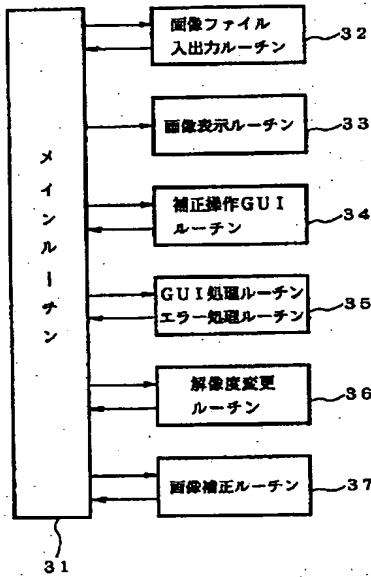 画像ファイル
入出力ルーチン
32
画像表示ルーチン
33
メインルーチン
補正操作GUI
ルーチン
34
GUI処理ルーチン
エラー処理ルーチン
35
解像度変更
ルーチン
36
画像補正ルーチン
37
31